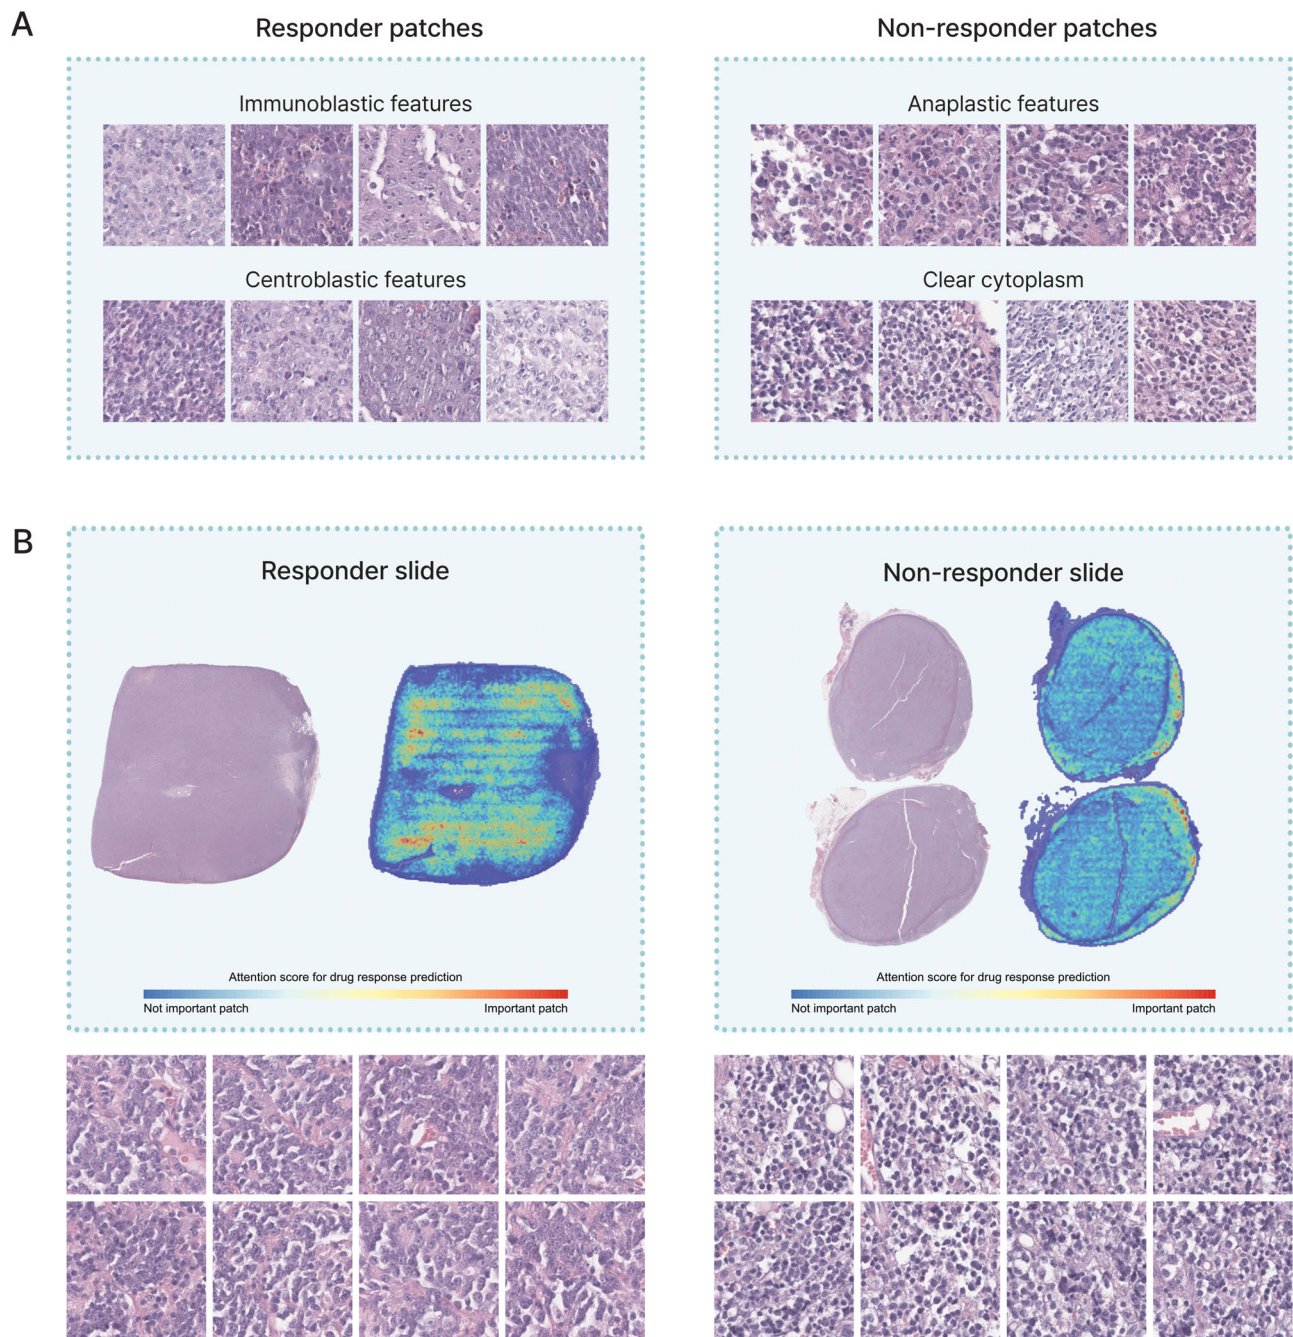 A
Responder patches
Non-responder patches
Immunoblastic features
Anaplastic features
Centroblastic features
Clear cytoplasm
B
Responder slide
Non-responder slide
Attention score for drug response prediction
Not important patch
Important patch
Attention score for drug response prediction
Not important patch
Important patch